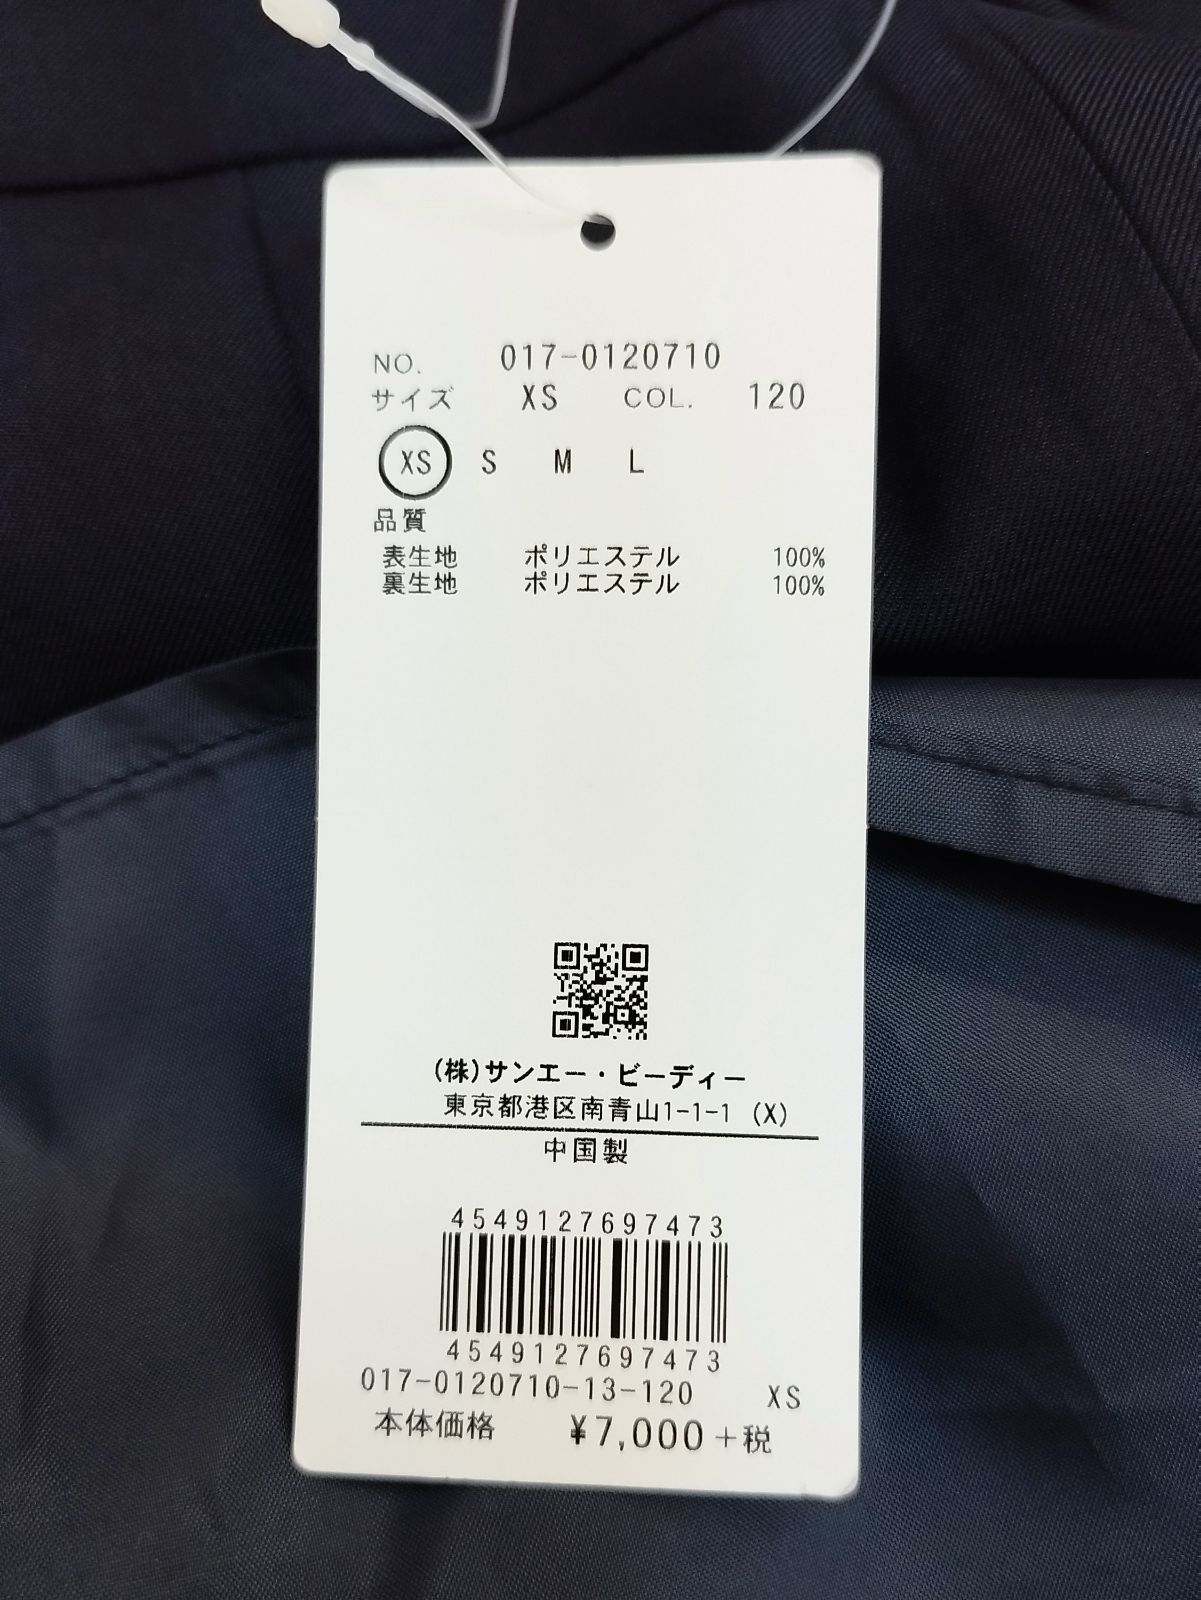 NO. 017-0120710
サイズ XS COL. 120
XS S M L
品質
表生地 ポリエステル 100%
裏生地 ポリエステル 100%
(株)サンエー・ビーディー
東京都港区南青山1-1-1 (X)
中国製
4549127697473
4549127697473
017-0120710-13-120 XS
本体価格 ¥7,000+税